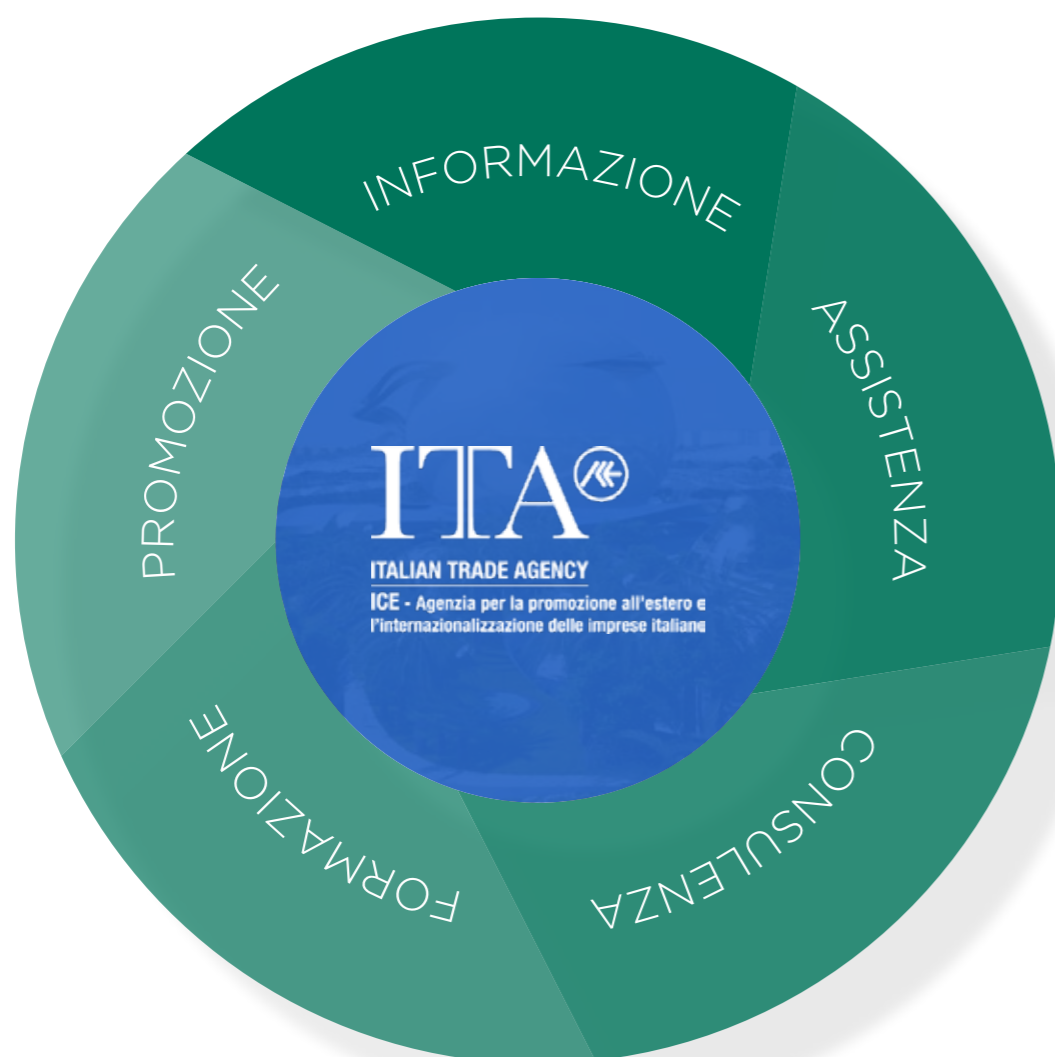 INFORMAZIONE
ASSISTENZA
CONSULENZA
FORMAZIONE
PROMOZIONE
ITA
ITALIAN TRADE AGENCY
ICE - Agenzia per la promozione all'estero e
l'internazionalizzazione delle imprese italiane